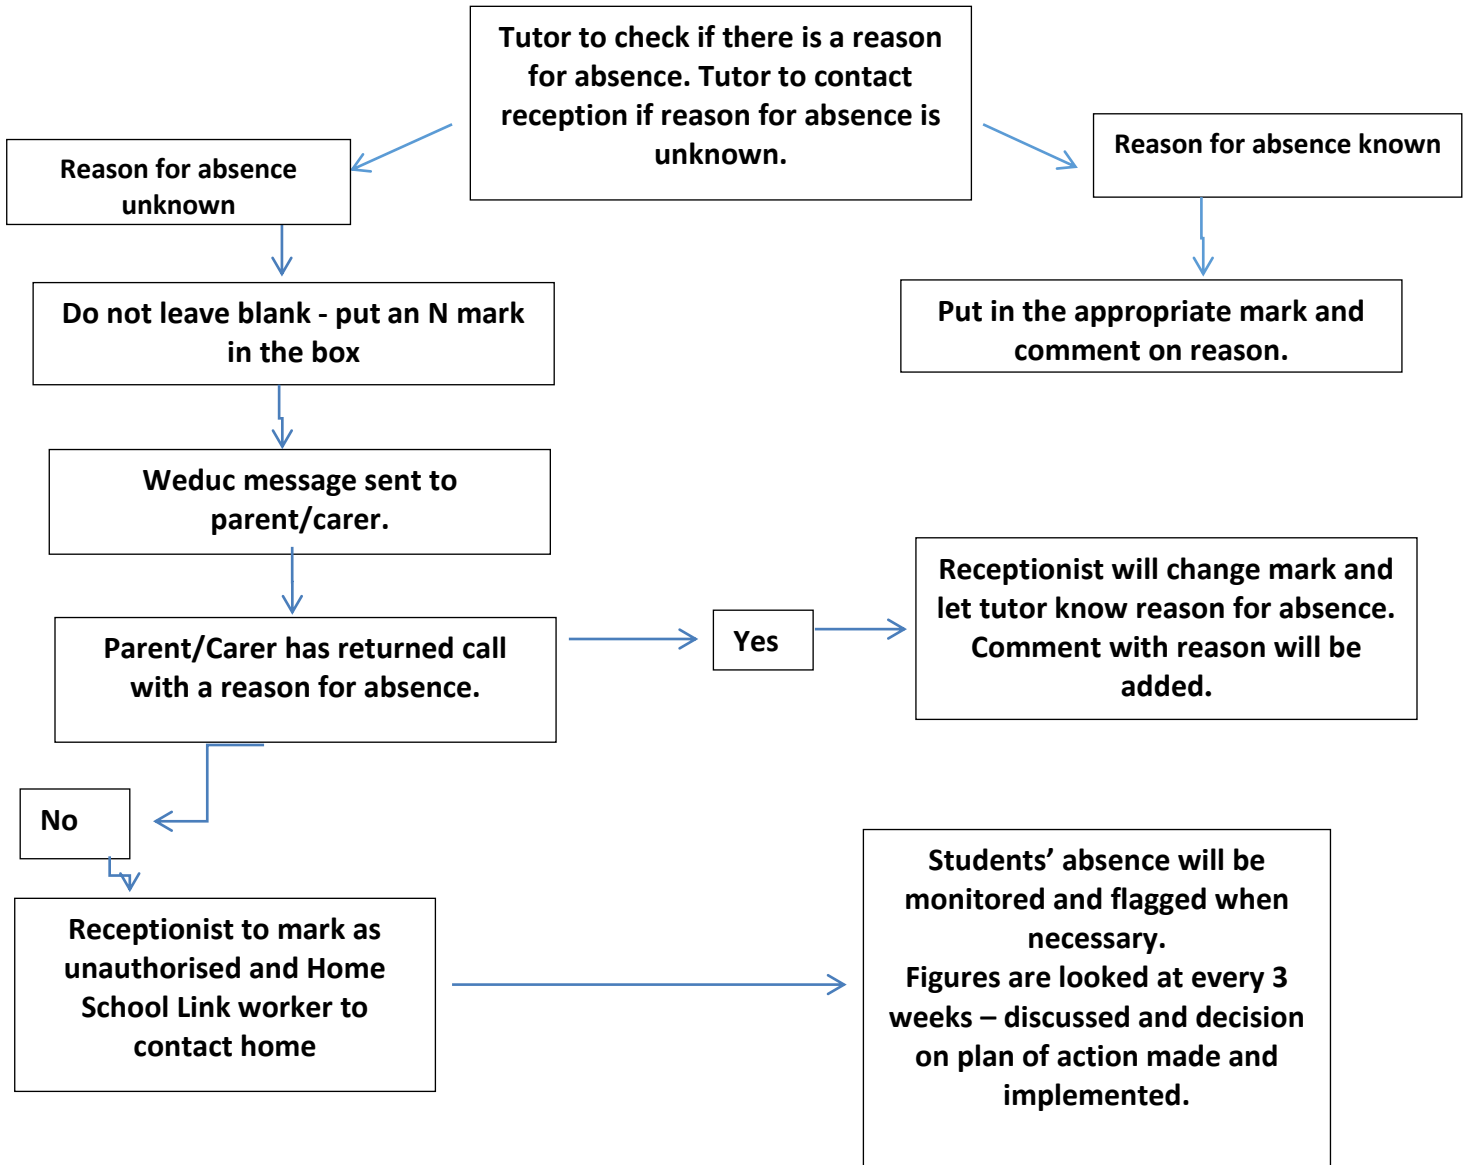 Tutor to check if there is a reason
for absence. Tutor to contact
reception if reason for absence is
unknown.
Reason for absence
unknown
Reason for absence known
Do not leave blank - put an N mark
in the box
Put in the appropriate mark and
comment on reason.
Weduc message sent to
parent/carer.
Parent/Carer has returned call
with a reason for absence.
Yes
Receptionist will change mark and
let tutor know reason for absence.
Comment with reason will be
added.
No
Receptionist to mark as
unauthorised and Home
School Link worker to
contact home
Students’ absence will be
monitored and flagged when
necessary.
Figures are looked at every 3
weeks – discussed and decision
on plan of action made and
implemented.